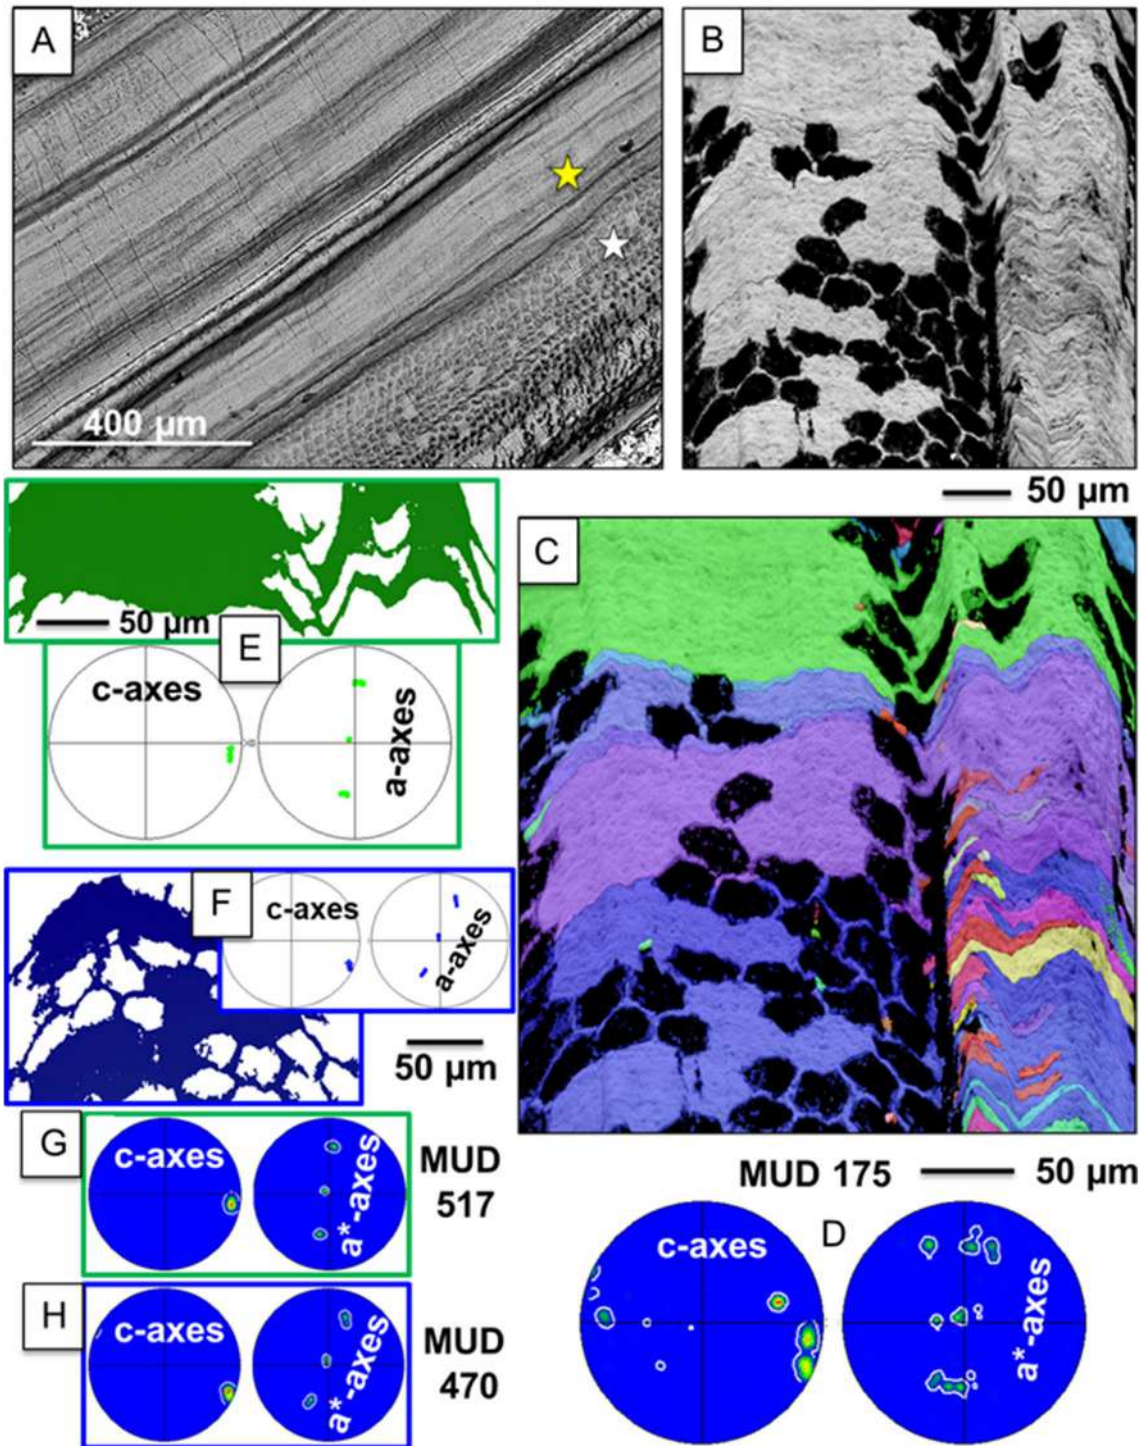 A
400 µm
B
50 µm
C
50 µm
E
c-axes
a-axes
F
c-axes
a-axes
50 µm
G
c-axes
a*-axes
MUD
517
H
c-axes
a*-axes
MUD
470
MUD 175
50 µm
D
c-axes
a*-axes